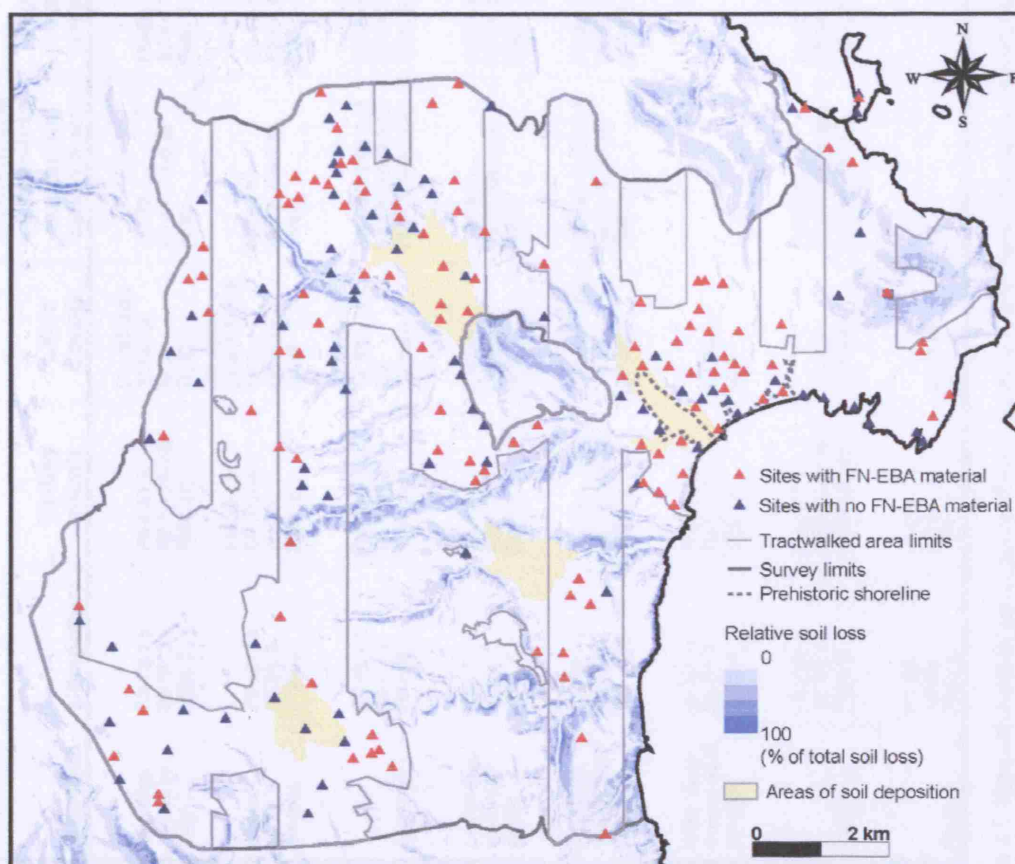 N
W E
S
Sites with FN-EBA material
Sites with no FN-EBA material
Tractwalked area limits
Survey limits
Prehistoric shoreline
Relative soil loss
0
100
(% of total soil loss)
Areas of soil deposition
0 2 km